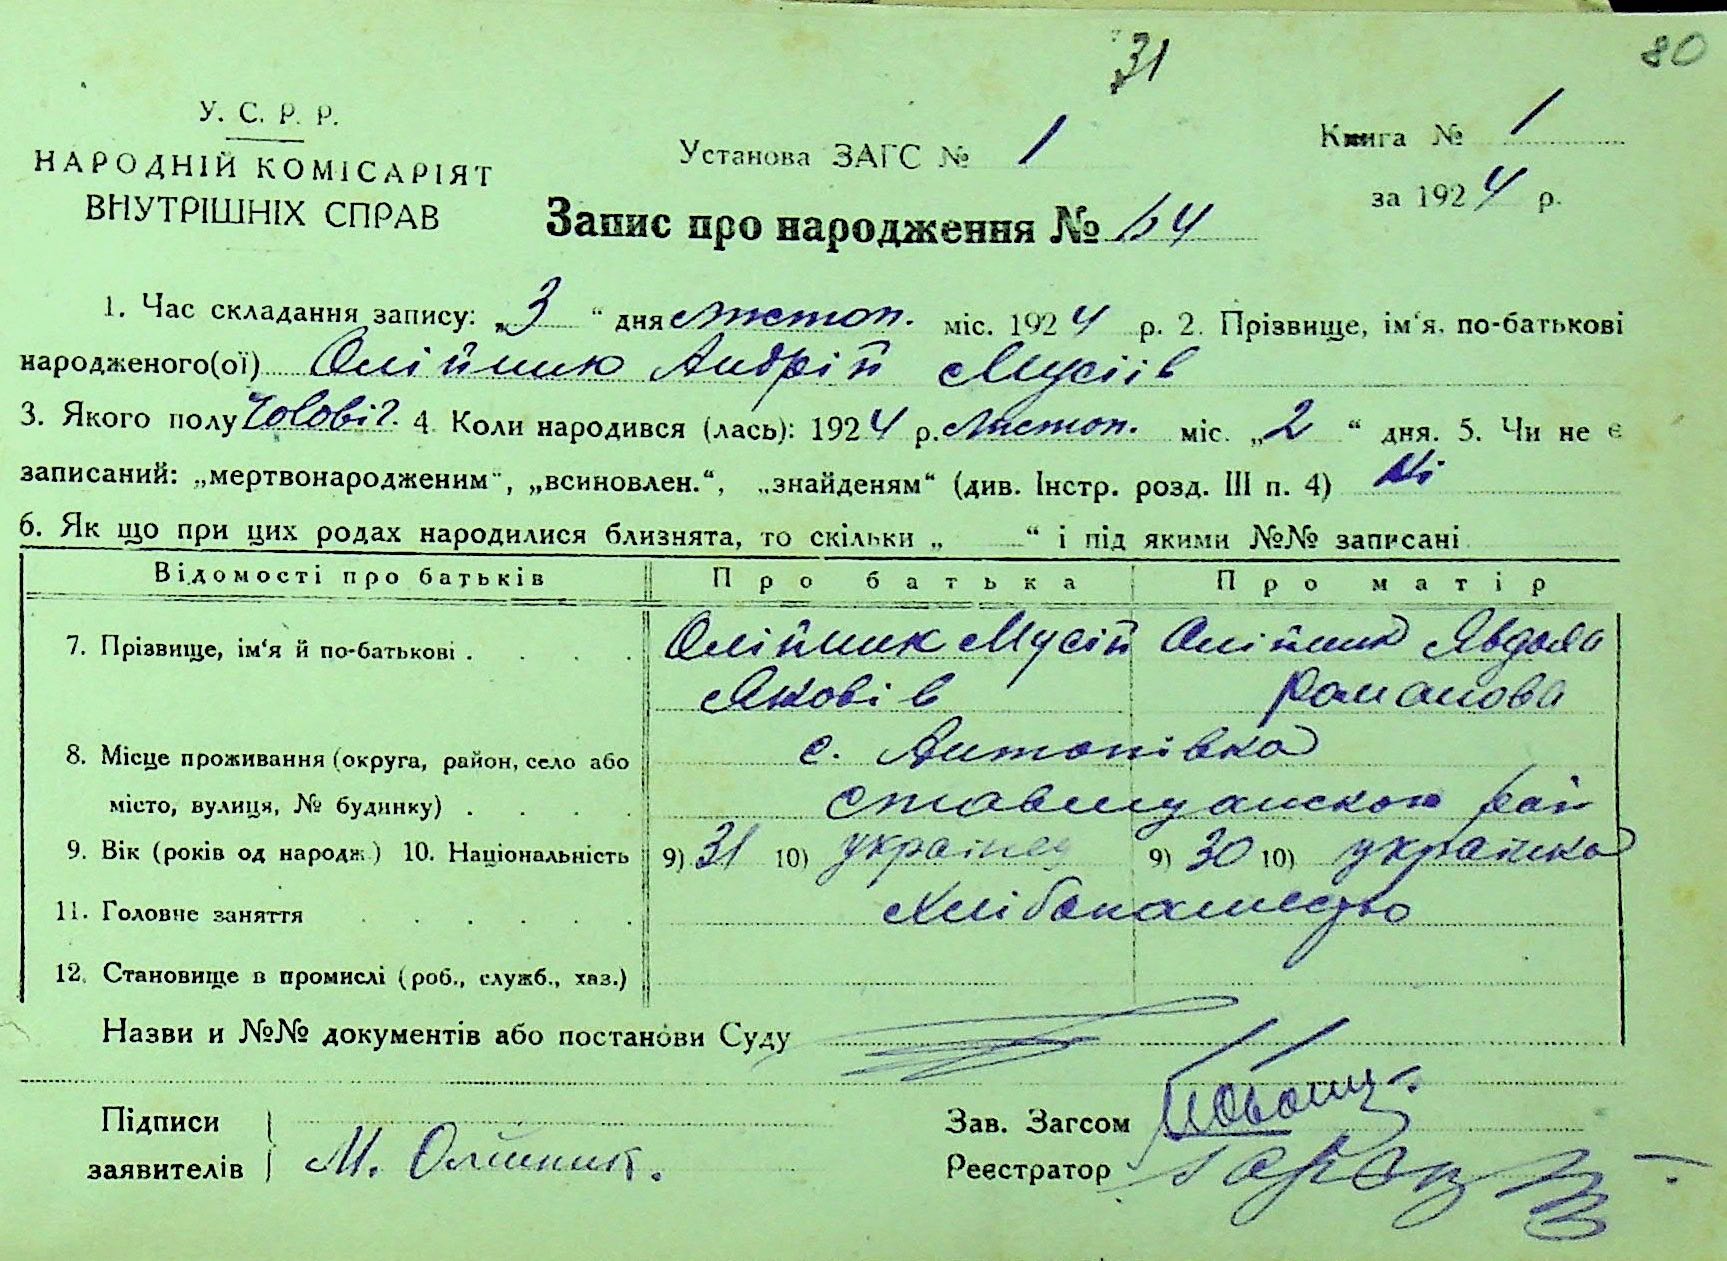 31
80
У. С. Р. Р.
НАРОДНІЙ КОМІСАРІЯТ
ВНУТРІШНІХ СПРАВ
Установа ЗАГС № 1
Книга № 1
за 1924 р.
Запис про народження № 64
1. Час складання запису: „3“ дня листоп. міс. 1924 р. 2. Прізвище, ім‘я, по-батькові
народженого(ої) Олійник Андрій Мусіів
3. Якого полу Чоловіч. 4. Коли народився (лась): 1924 р. листоп. міс. „2“ дня. 5. Чи не є
записаний: „мертвонародженим“, „всиновлен.“, „знайденям“ (див. Інстр. розд. III п. 4) Ні
6. Як що при цих родах народилися близнята, то скільки „ “ і під якими №№ записані
Відомості про батьків Про батька Про матір
7. Прізвище, ім‘я й по-батькові . . . . Олійник Мусій Олійник Явдоха
Яковів Романова
8. Місце проживання (округа, район, село або с. Антонівка
місто, вулиця, № будинку) . . . . Ставищанского рай
9. Вік (років од народж.) 10. Національність 9) 31 10) українец 9) 30 10) українка
11. Головне заняття . . . . . . Хлібопашество
12. Становище в промислі (роб., служб., хаз.)
Назви и №№ документів або постанови Суду
Підписи
заявителів М. Олійник.
Зав. Загсом
Реєстратор